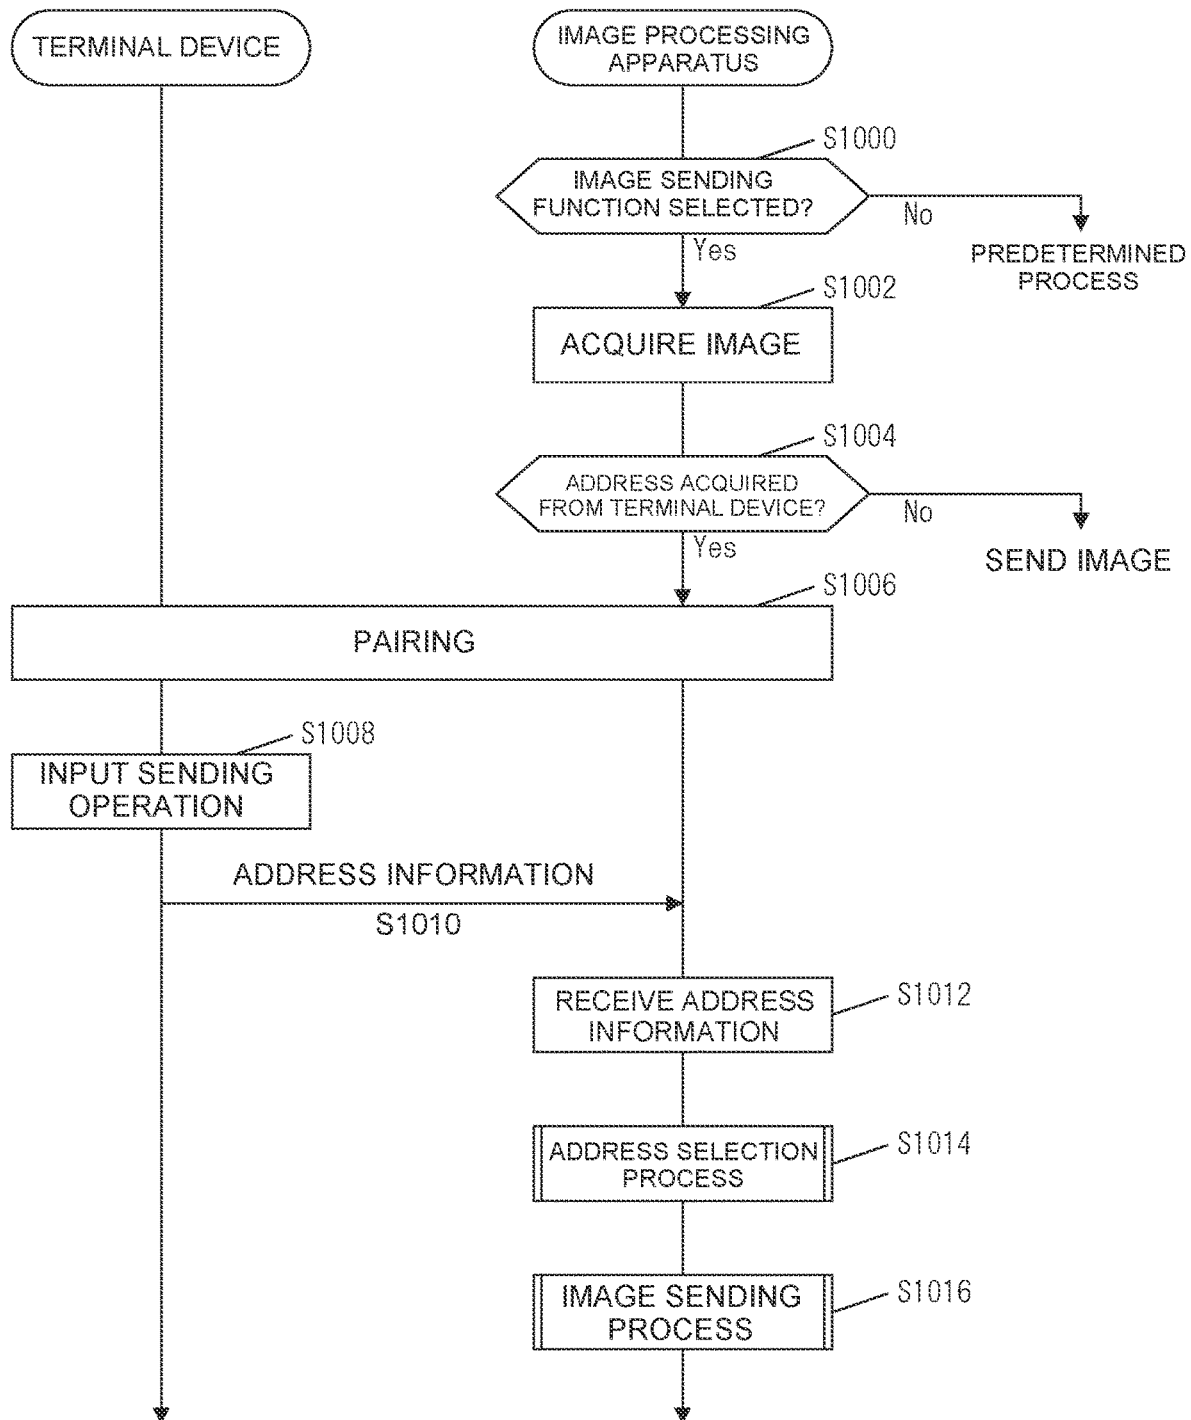 TERMINAL DEVICE
IMAGE PROCESSING
APPARATUS
S1000
IMAGE SENDING
FUNCTION SELECTED?
No
Yes
PREDETERMINED
PROCESS
S1002
ACQUIRE IMAGE
S1004
ADDRESS ACQUIRED
FROM TERMINAL DEVICE?
No
Yes
SEND IMAGE
S1006
PAIRING
S1008
INPUT SENDING
OPERATION
ADDRESS INFORMATION
S1010
RECEIVE ADDRESS
INFORMATION
S1012
ADDRESS SELECTION
PROCESS
S1014
IMAGE SENDING
PROCESS
S1016